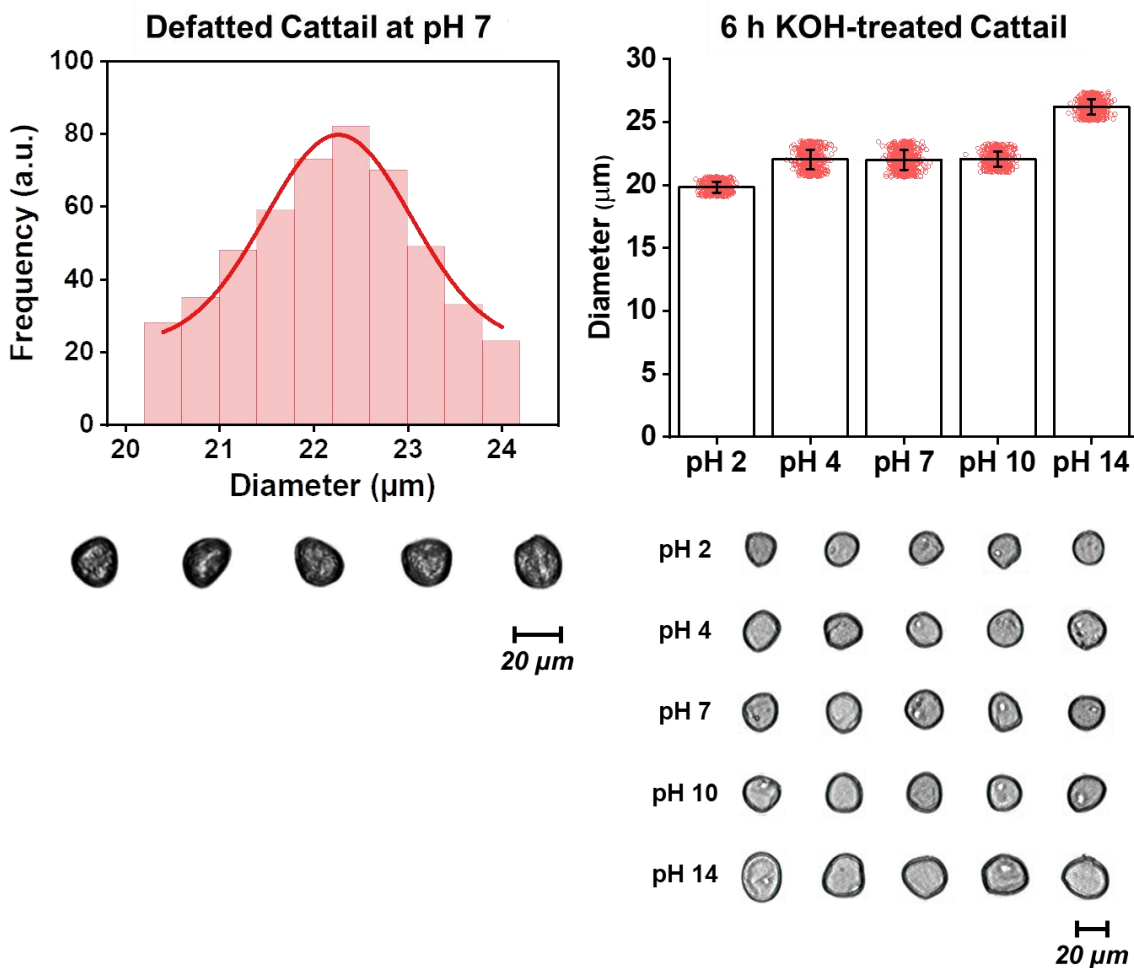 Defatted Cattail at pH 7
100
80
60
40
20
0
Frequency (a.u.)
20 21 22 23 24
Diameter (µm)
20 µm
6 h KOH-treated Cattail
30
25
20
15
10
5
0
Diameter (µm)
pH 2 pH 4 pH 7 pH 10 pH 14
pH 2
pH 4
pH 7
pH 10
pH 14
20 µm